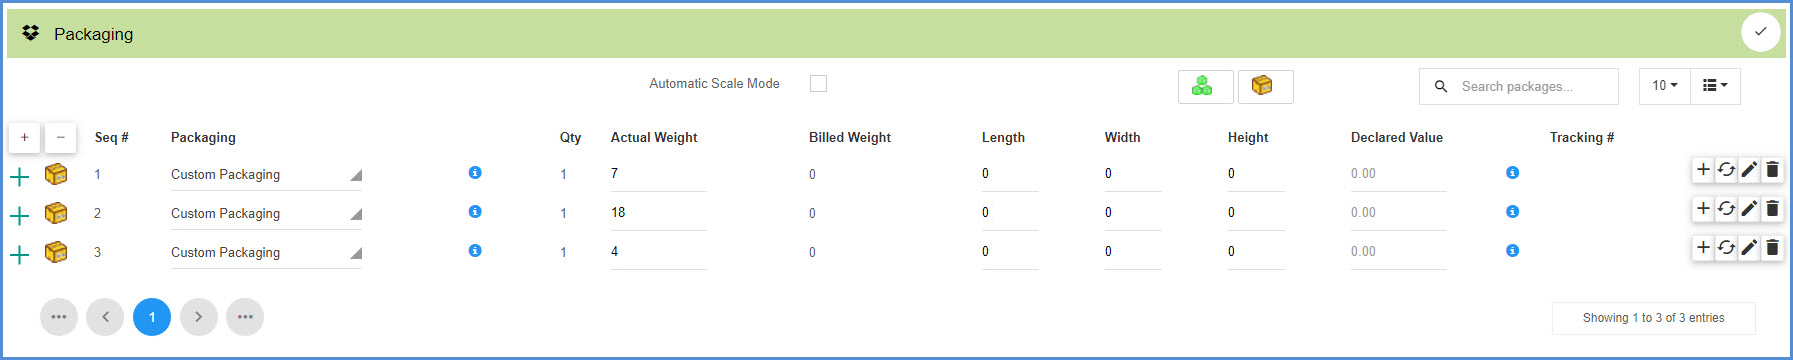 Packaging
Automatic Scale Mode
Search packages...
10
Seq # Packaging Qty Actual Weight Billed Weight Length Width Height Declared Value Tracking #
1 Custom Packaging 1 7 0 0 0 0 0.00
2 Custom Packaging 1 18 0 0 0 0 0.00
3 Custom Packaging 1 4 0 0 0 0 0.00
1
Showing 1 to 3 of 3 entries